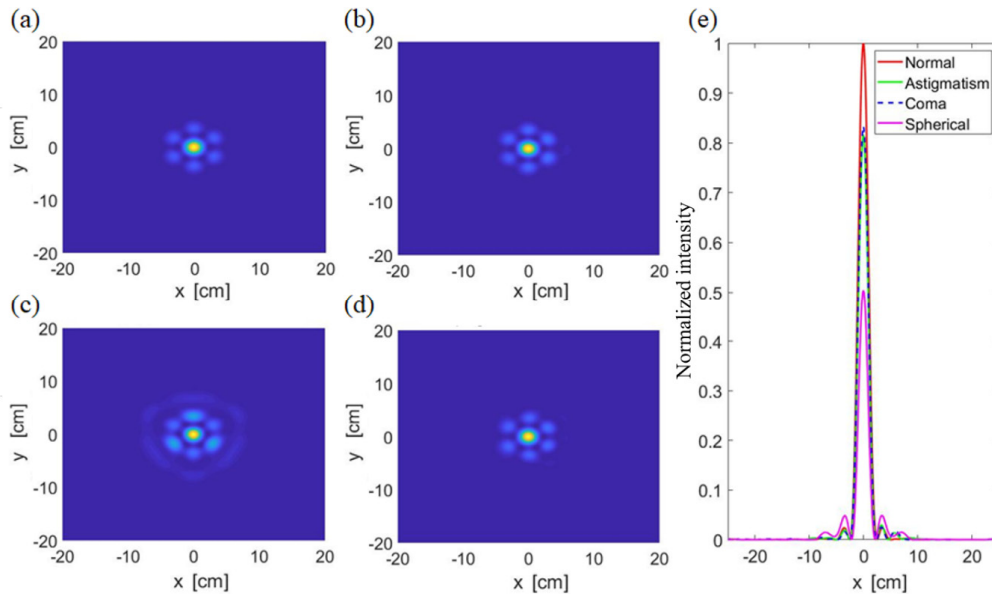 (a)
20
10
0
-10
-20
y [cm]
-20 -10 0 10 20
x [cm]
(b)
20
10
0
-10
-20
y [cm]
-20 -10 0 10 20
x [cm]
(c)
20
10
0
-10
-20
y [cm]
-20 -10 0 10 20
x [cm]
(d)
20
10
0
-10
-20
y [cm]
-20 -10 0 10 20
x [cm]
(e)
1
0.9
0.8
0.7
0.6
0.5
0.4
0.3
0.2
0.1
0
Normalized intensity
Normal
Astigmatism
Coma
Spherical
-20 -10 0 10 20
x [cm]